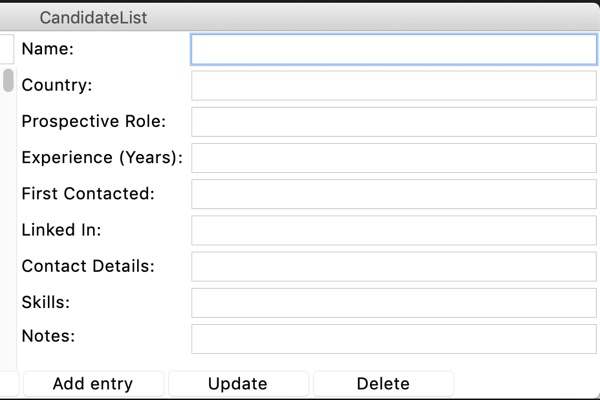 CandidateList
Name:
Country:
Prospective Role:
Experience (Years):
First Contacted:
Linked In:
Contact Details:
Skills:
Notes:
Add entry Update Delete